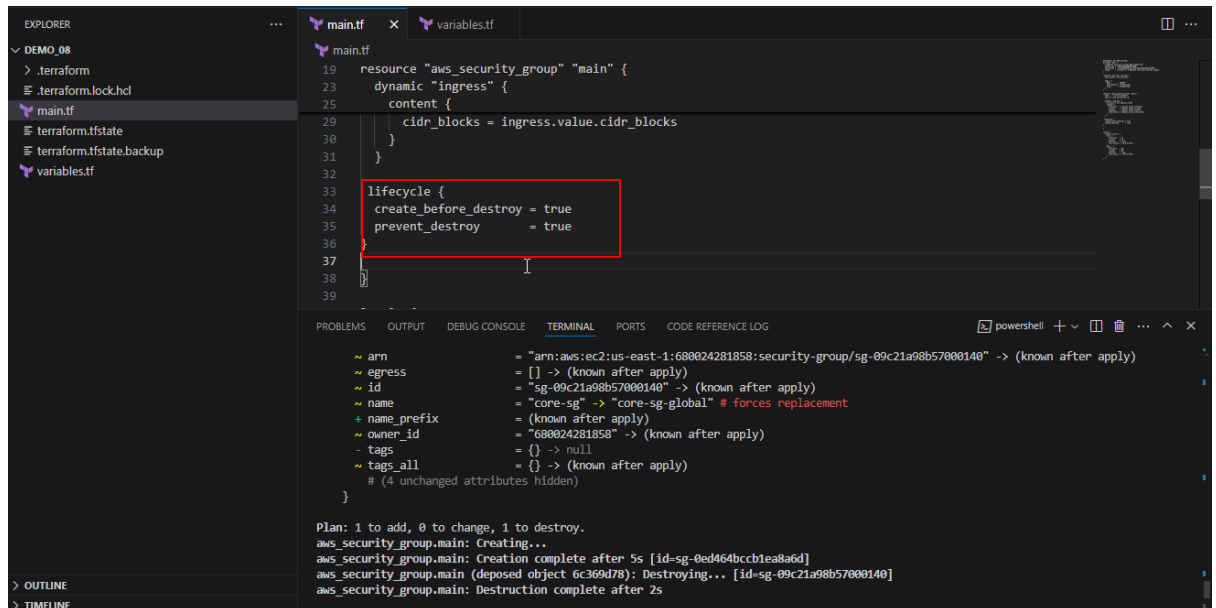 EXPLORER ...
DEMO_08
.terraform
.terraform.lock.hcl
main.tf
terraform.tfstate
terraform.tfstate.backup
variables.tf
OUTLINE
TIMELINE
main.tf variables.tf ...
main.tf
19 resource "aws_security_group" "main" {
23 dynamic "ingress" {
25 content {
29 cidr_blocks = ingress.value.cidr_blocks
30 }
31 }
32
33 lifecycle {
34 create_before_destroy = true
35 prevent_destroy = true
36 }
37
38 }
39
PROBLEMS OUTPUT DEBUG CONSOLE TERMINAL PORTS CODE REFERENCE LOG powershell ...
~ arn = "arn:aws:ec2:us-east-1:680024281858:security-group/sg-09c21a98b57000140" -> (known after apply)
~ egress = [] -> (known after apply)
~ id = "sg-09c21a98b57000140" -> (known after apply)
~ name = "core-sg" -> "core-sg-global" # forces replacement
+ name_prefix = (known after apply)
~ owner_id = "680024281858" -> (known after apply)
- tags = {} -> null
~ tags_all = {} -> (known after apply)
# (4 unchanged attributes hidden)
}
Plan: 1 to add, 0 to change, 1 to destroy.
aws_security_group.main: Creating...
aws_security_group.main: Creation complete after 5s [id=sg-0ed464bccb1ea8a6d]
aws_security_group.main (deposed object 6c369d78): Destroying... [id=sg-09c21a98b57000140]
aws_security_group.main: Destruction complete after 2s